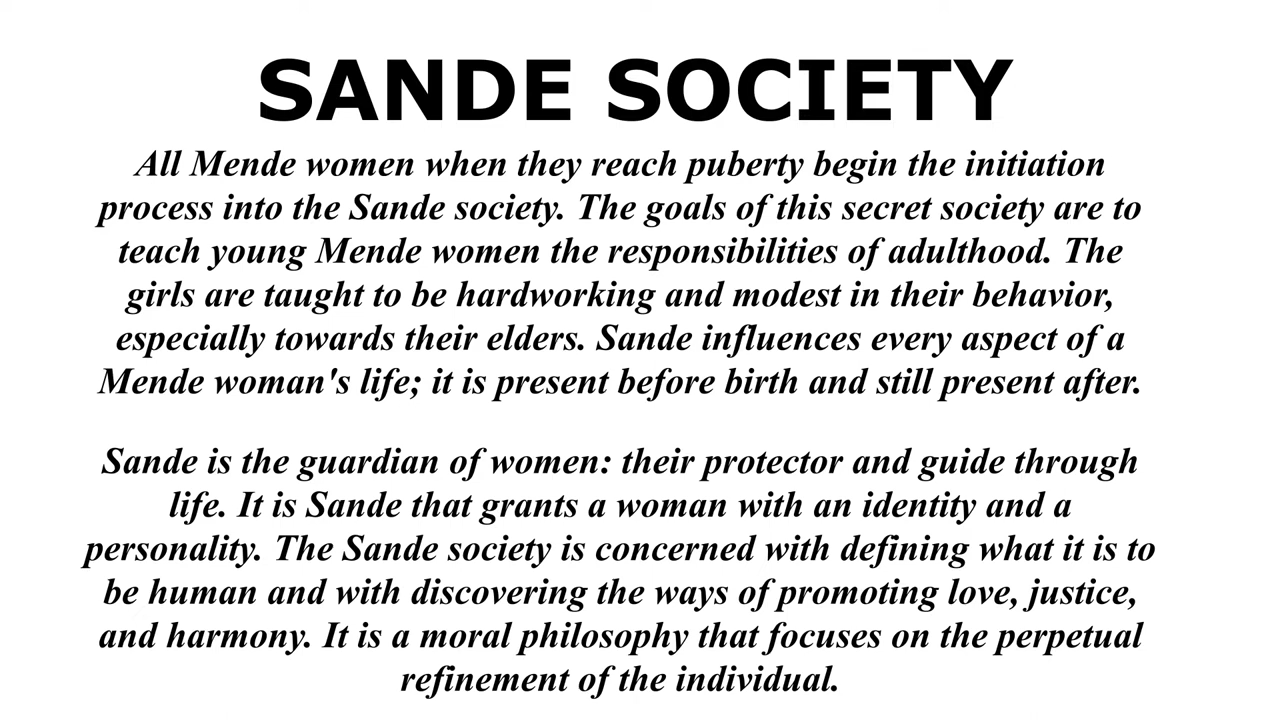 SANDE SOCIETY
All Mende women when they reach puberty begin the initiation
process into the Sande society. The goals of this secret society are to
teach young Mende women the responsibilities of adulthood. The
girls are taught to be hardworking and modest in their behavior,
especially towards their elders. Sande influences every aspect of a
Mende woman's life; it is present before birth and still present after.
Sande is the guardian of women: their protector and guide through
life. It is Sande that grants a woman with an identity and a
personality. The Sande society is concerned with defining what it is to
be human and with discovering the ways of promoting love, justice,
and harmony. It is a moral philosophy that focuses on the perpetual
refinement of the individual.